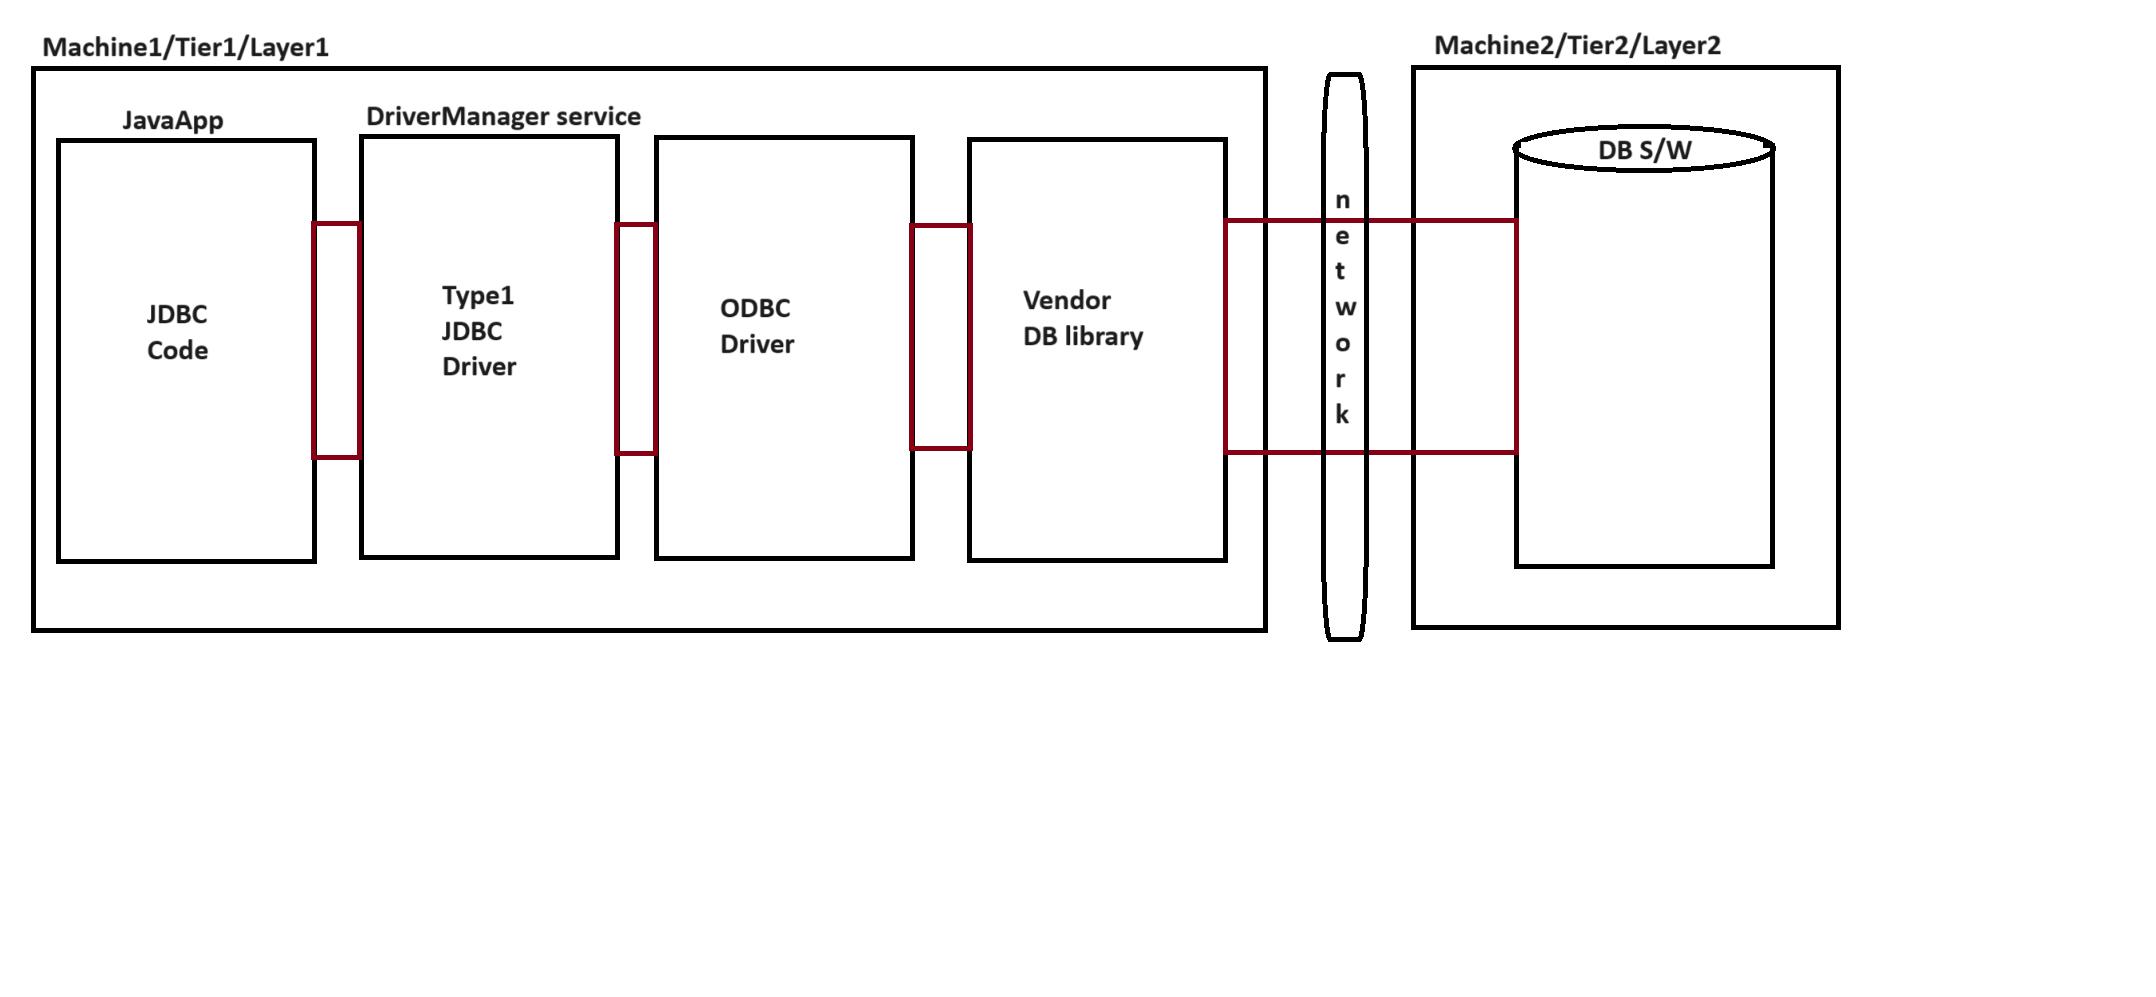 Machine1/Tier1/Layer1
Machine2/Tier2/Layer2
JavaApp
DriverManager service
DB S/W
JDBC
Code
Type1
JDBC
Driver
ODBC
Driver
Vendor
DB library
n
e
t
w
o
r
k